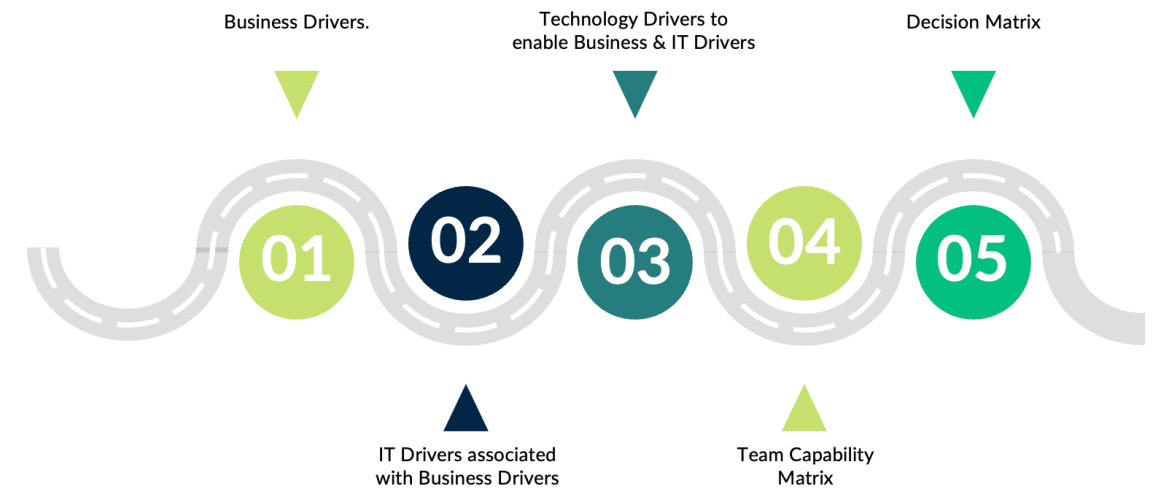 Business Drivers.
Technology Drivers to
enable Business & IT Drivers
Decision Matrix
01
02
03
04
05
IT Drivers associated
with Business Drivers
Team Capability
Matrix